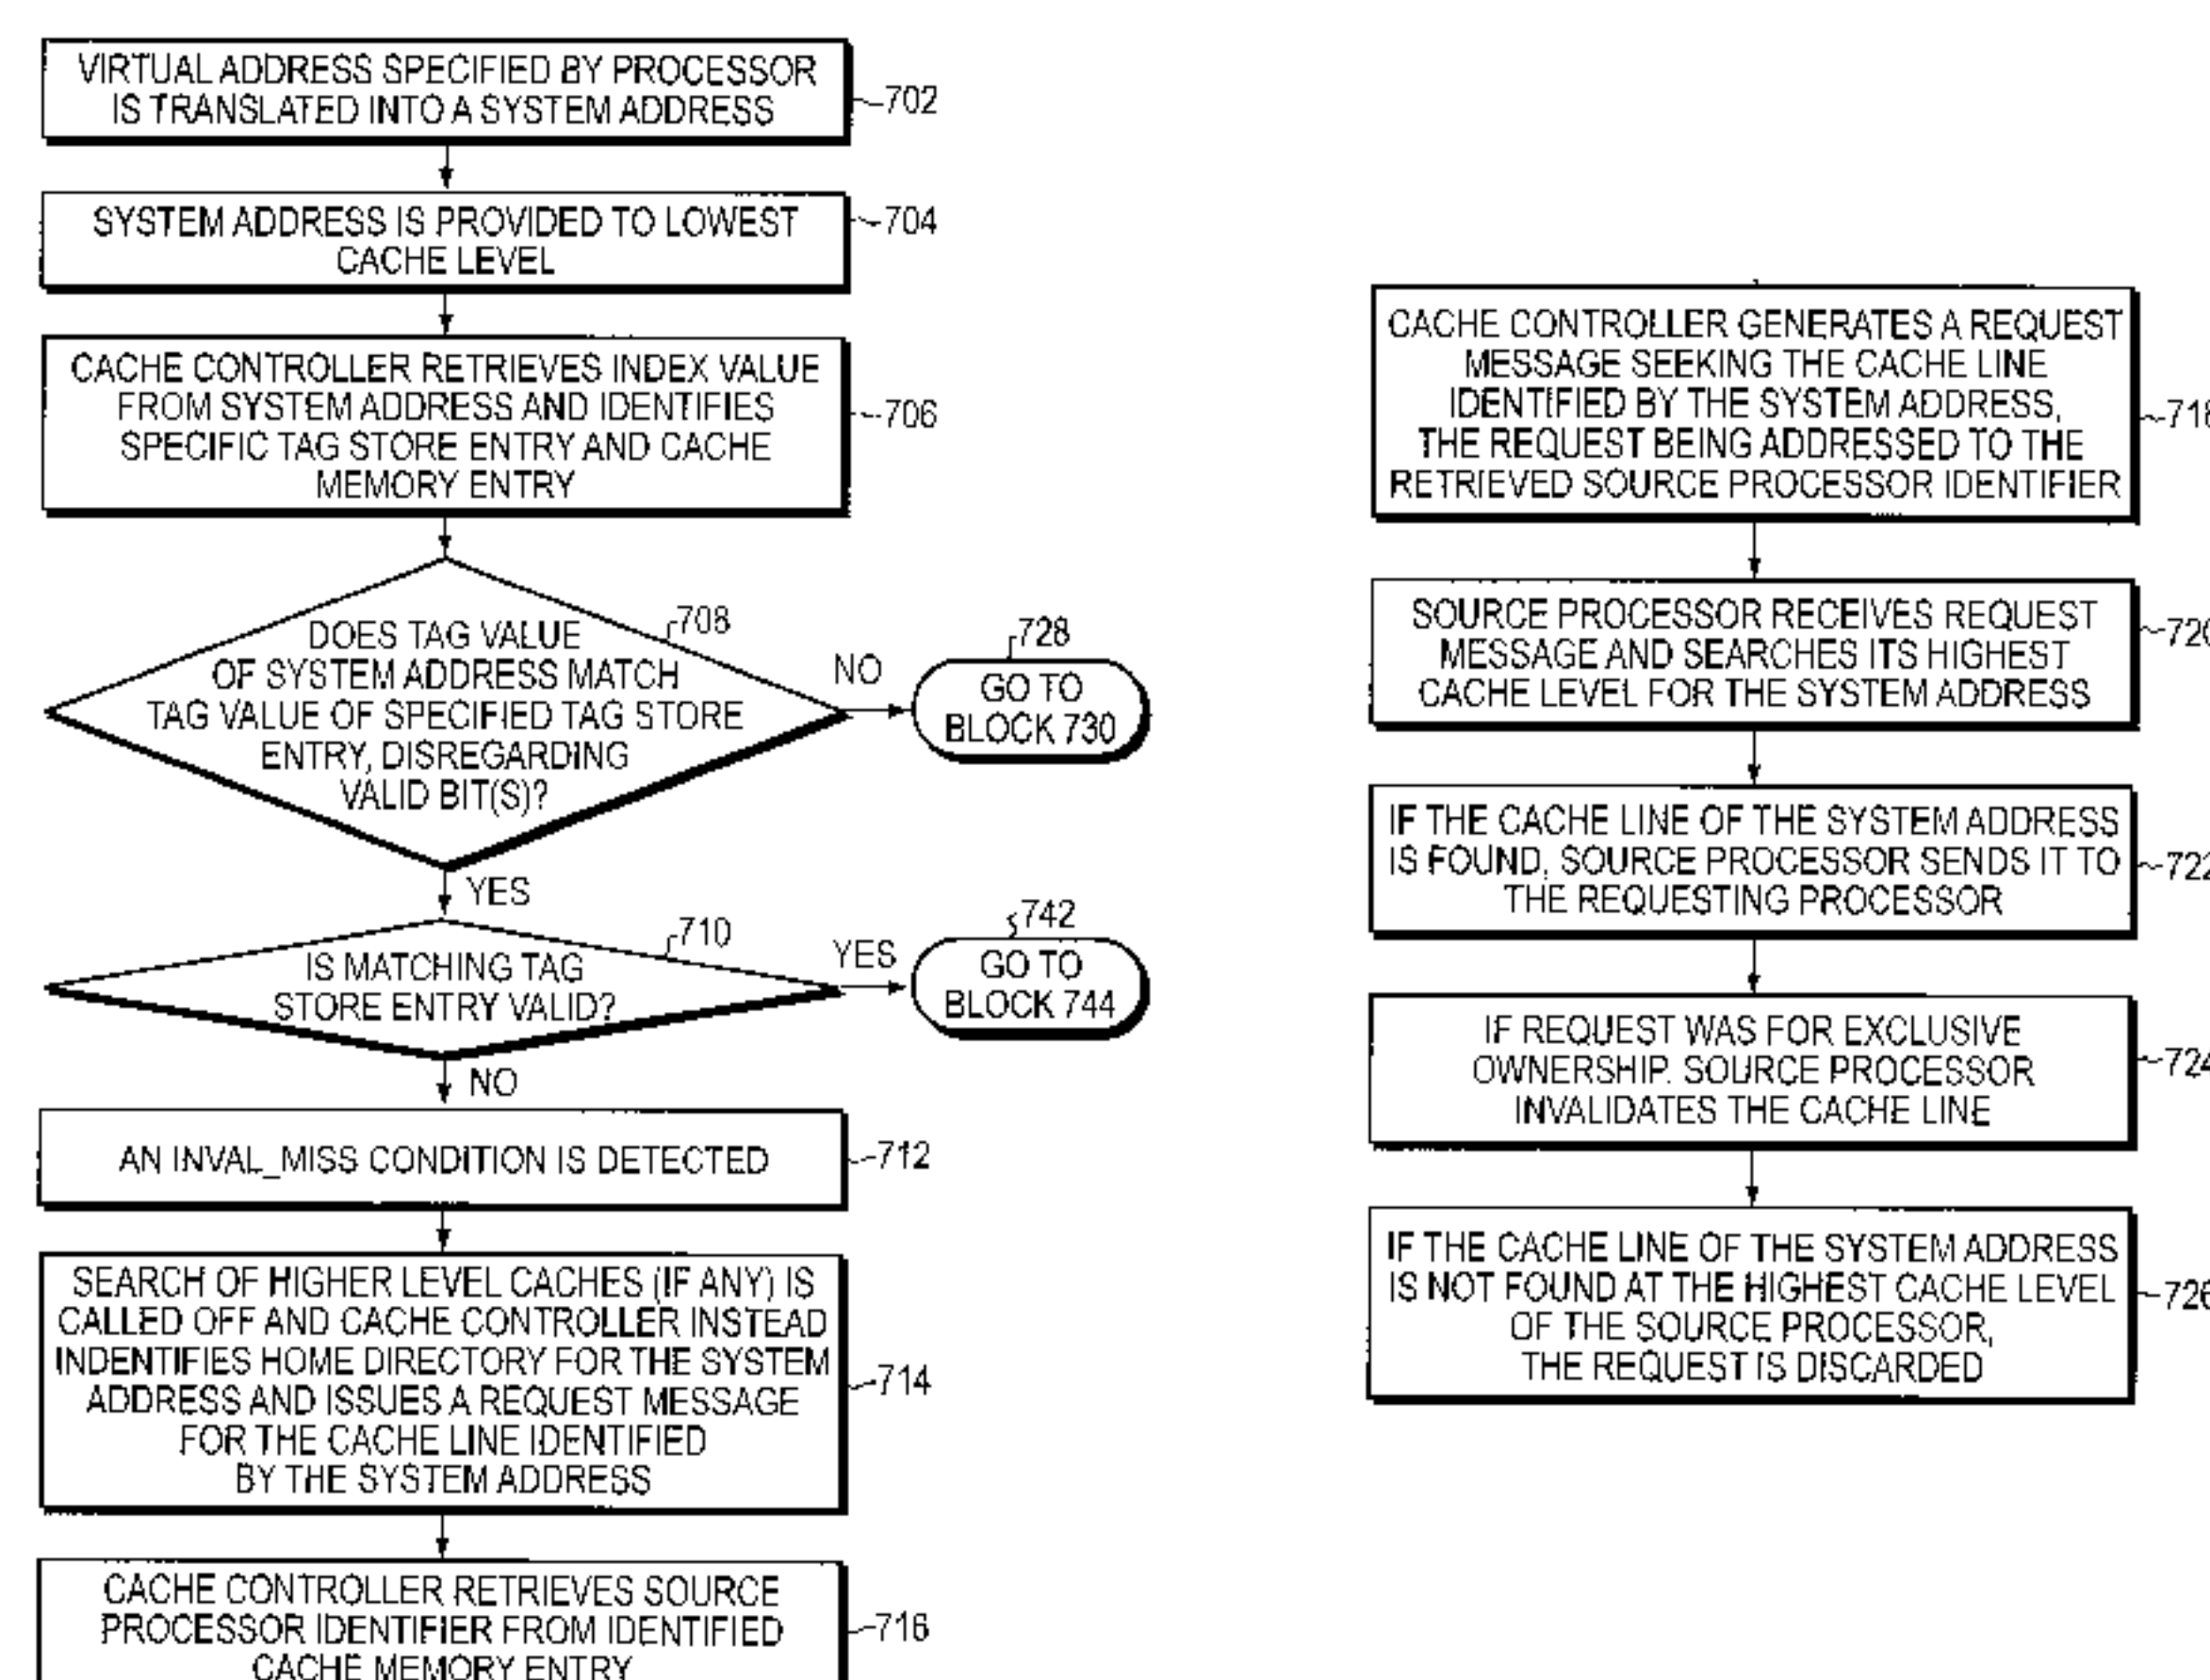 VIRTUAL ADDRESS SPECIFIED BY PROCESSOR
IS TRANSLATED INTO A SYSTEM ADDRESS
702
SYSTEM ADDRESS IS PROVIDED TO LOWEST
CACHE LEVEL
704
CACHE CONTROLLER RETRIEVES INDEX VALUE
FROM SYSTEM ADDRESS AND IDENTIFIES
SPECIFIC TAG STORE ENTRY AND CACHE
MEMORY ENTRY
706
DOES TAG VALUE
OF SYSTEM ADDRESS MATCH
TAG VALUE OF SPECIFIED TAG STORE
ENTRY, DISREGARDING
VALID BIT(S)?
708
NO
728
GO TO
BLOCK 730
YES
IS MATCHING TAG
STORE ENTRY VALID?
710
YES
742
GO TO
BLOCK 744
NO
AN INVAL_MISS CONDITION IS DETECTED
712
SEARCH OF HIGHER LEVEL CACHES (IF ANY) IS
CALLED OFF AND CACHE CONTROLLER INSTEAD
INDENTIFIES HOME DIRECTORY FOR THE SYSTEM
ADDRESS AND ISSUES A REQUEST MESSAGE
FOR THE CACHE LINE IDENTIFIED
BY THE SYSTEM ADDRESS
714
CACHE CONTROLLER RETRIEVES SOURCE
PROCESSOR IDENTIFIER FROM IDENTIFIED
CACHE MEMORY ENTRY
716
CACHE CONTROLLER GENERATES A REQUEST
MESSAGE SEEKING THE CACHE LINE
IDENTIFIED BY THE SYSTEM ADDRESS,
THE REQUEST BEING ADDRESSED TO THE
RETRIEVED SOURCE PROCESSOR IDENTIFIER
718
SOURCE PROCESSOR RECEIVES REQUEST
MESSAGE AND SEARCHES ITS HIGHEST
CACHE LEVEL FOR THE SYSTEM ADDRESS
720
IF THE CACHE LINE OF THE SYSTEM ADDRESS
IS FOUND, SOURCE PROCESSOR SENDS IT TO
THE REQUESTING PROCESSOR
722
IF REQUEST WAS FOR EXCLUSIVE
OWNERSHIP. SOURCE PROCESSOR
INVALIDATES THE CACHE LINE
724
IF THE CACHE LINE OF THE SYSTEM ADDRESS
IS NOT FOUND AT THE HIGHEST CACHE LEVEL
OF THE SOURCE PROCESSOR,
THE REQUEST IS DISCARDED
726